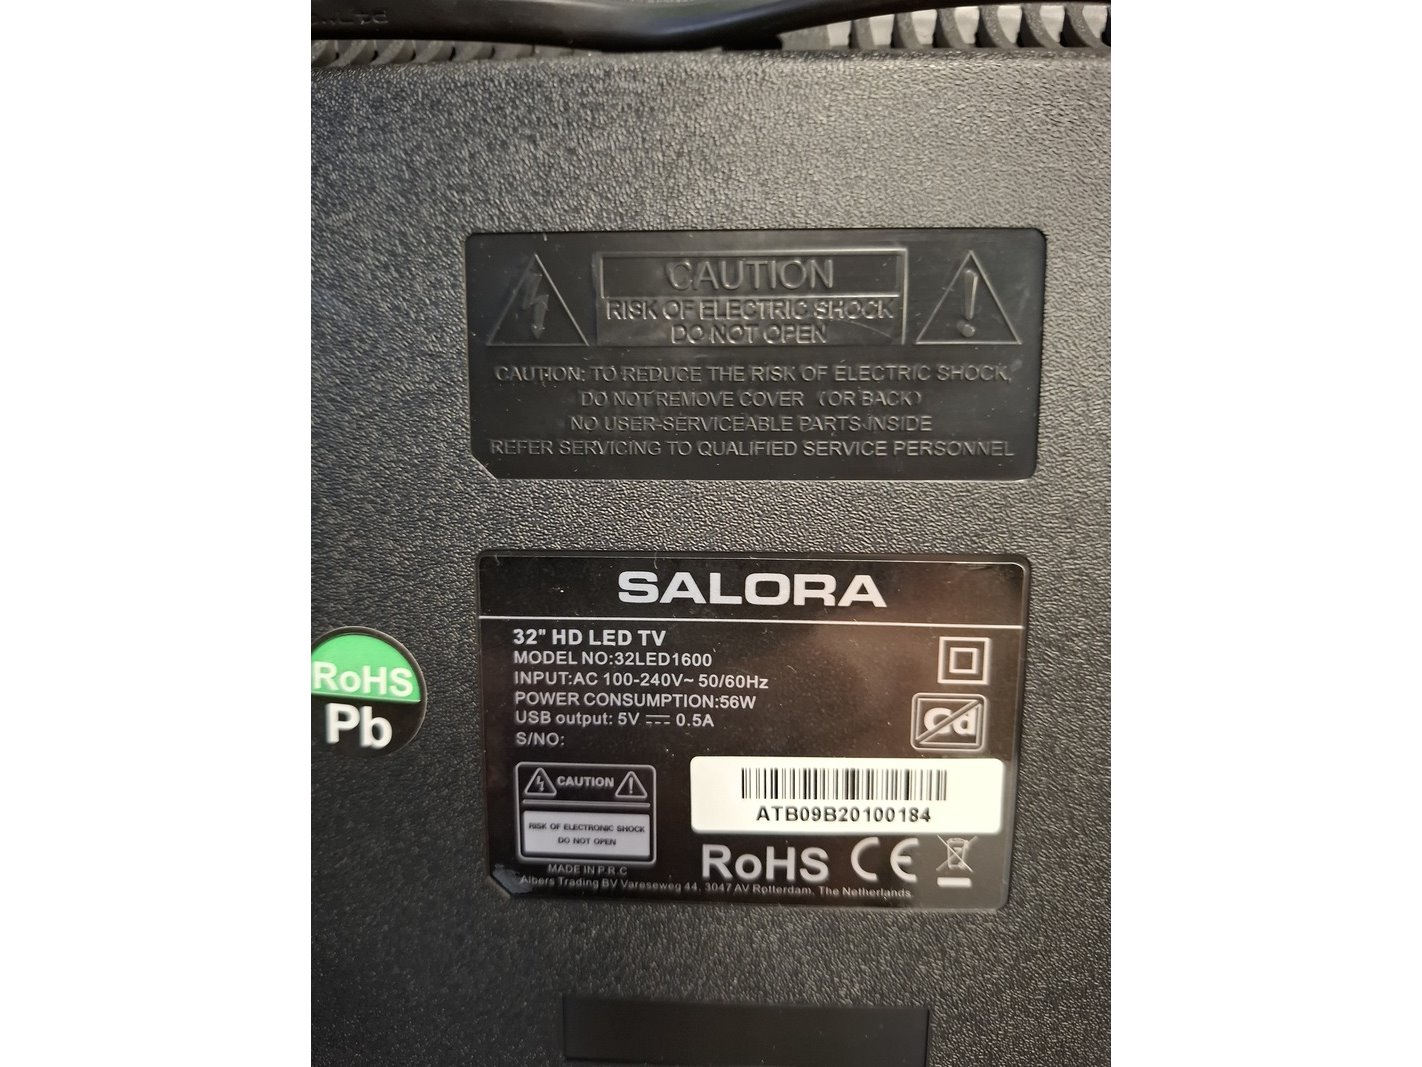 CAUTION
RISK OF ELECTRIC SHOCK
DO NOT OPEN
CAUTION: TO REDUCE THE RISK OF ELECTRIC SHOCK,
DO NOT REMOVE COVER (OR BACK)
NO USER-SERVICEABLE PARTS INSIDE
REFER SERVICING TO QUALIFIED SERVICE PERSONNEL
SALORA
32" HD LED TV
MODEL NO:32LED1600
INPUT:AC 100-240V~ 50/60Hz
POWER CONSUMPTION:56W
USB output: 5V ⎓ 0.5A
S/NO:
Cd
RoHS
Pb
CAUTION
RISK OF ELECTRONIC SHOCK
DO NOT OPEN
ATB09B20100184
RoHS CE
MADE IN P.R.C
Albers Trading BV Vareseweg 44, 3047 AV Rotterdam, The Netherlands